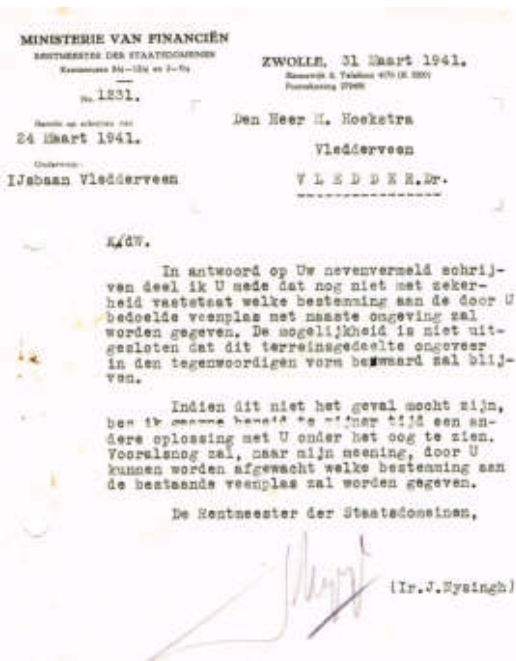 MINISTERIE VAN FINANCIËN
RENTMEESTER DER STAATSDOMEINEN
No. 1231.
24 Maart 1941.
Onderwerp:
IJsbaan Vledderveen
ZWOLLE, 31 Maart 1941.
Den Heer H. Hoekstra
Vledderveen
V L E D D E R. Dr.
K/dW.
In antwoord op Uw nevenvermeld schrij-
ven deel ik U mede dat nog niet met zeker-
heid vaststaat welke bestemming aan de door U
bedoelde veenplas met naaste omgeving zal
worden gegeven. De mogelijkheid is niet uit-
gesloten dat dit terreinsgedeelte ongeveer
in den tegenwoordigen vorm bewaard zal blij-
ven.
Indien dit niet het geval mocht zijn,
ben ik gaarne bereid te mijner tijd een an-
dere oplossing met U onder het oog te zien.
Vooralsnog zal, naar mijn meening, door U
kunnen worden afgewacht welke bestemming aan
de bestaande veenplas zal worden gegeven.
De Rentmeester der Staatsdomeinen,
(Ir.J.Nysingh)